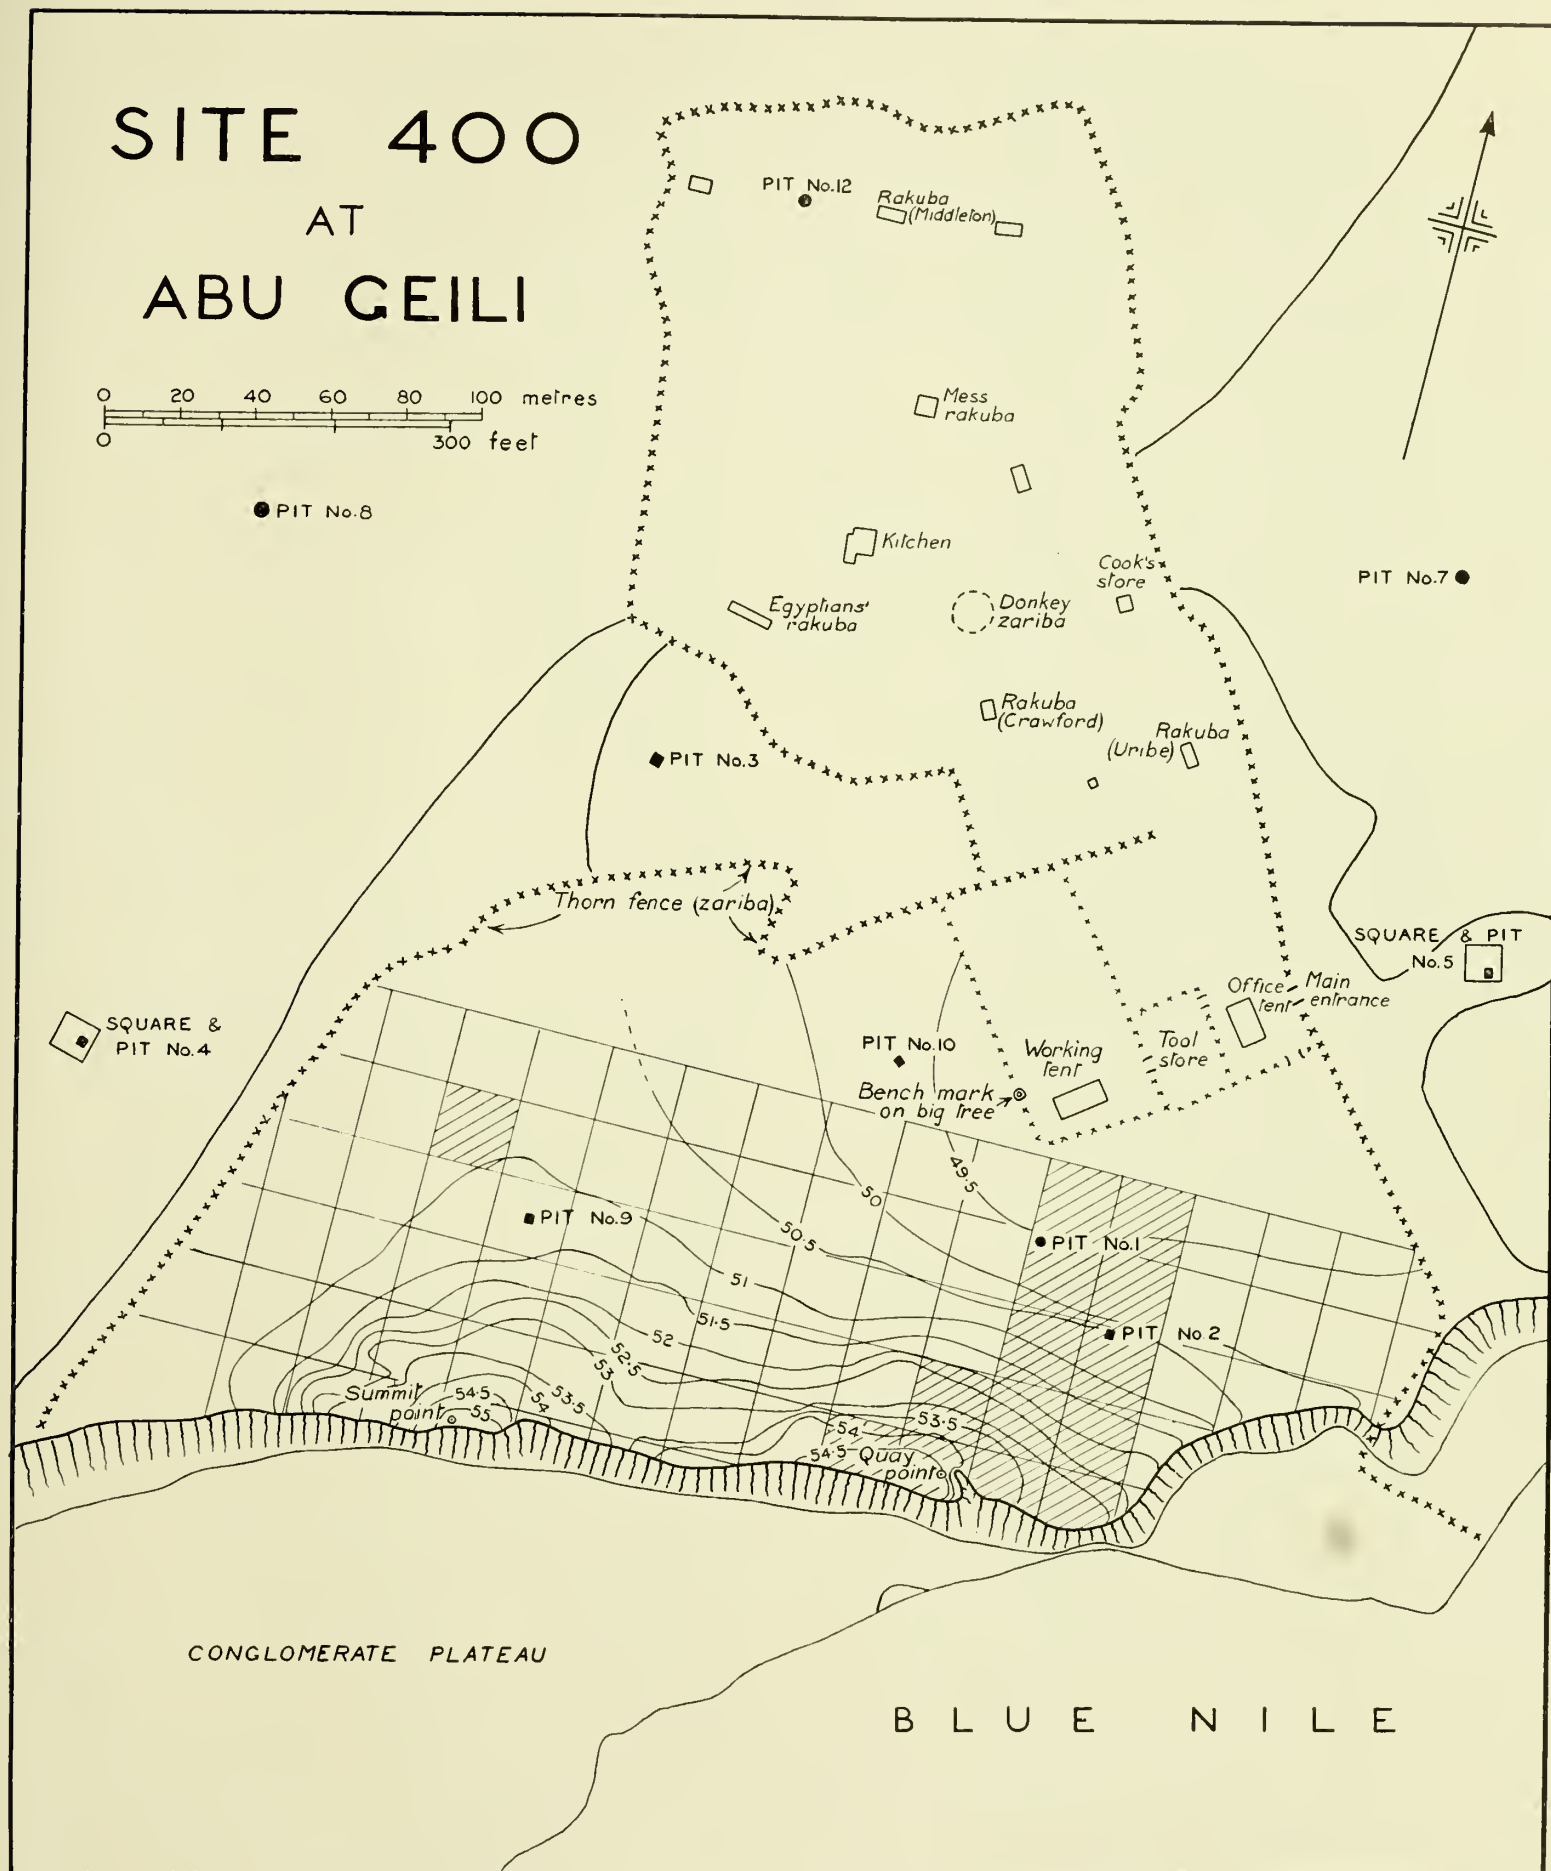 SITE 400
AT
ABU GEILI
0 20 40 60 80 100 metres
0 300 feet
PIT No.12
Rakuba
(Middleton)
Mess
rakuba
PIT No.8
Kitchen
Cook's
store
PIT No.7
Egyptians'
rakuba
Donkey
zariba
Rakuba
(Crawford)
Rakuba
(Uribe)
PIT No.3
Thorn fence (zariba)
SQUARE & PIT
No.5
Office
tent
Main
entrance
SQUARE &
PIT No.4
PIT No.10
Working
tent
Tool
store
Bench mark
on big tree
49.5
50
50.5
PIT No.9
PIT No.1
51
51.5
52
52.5
53
PIT No.2
Summit
point
54.5
55
54
53.5
53.5
54
54.5
Quay
point
CONGLOMERATE PLATEAU
BLUE NILE